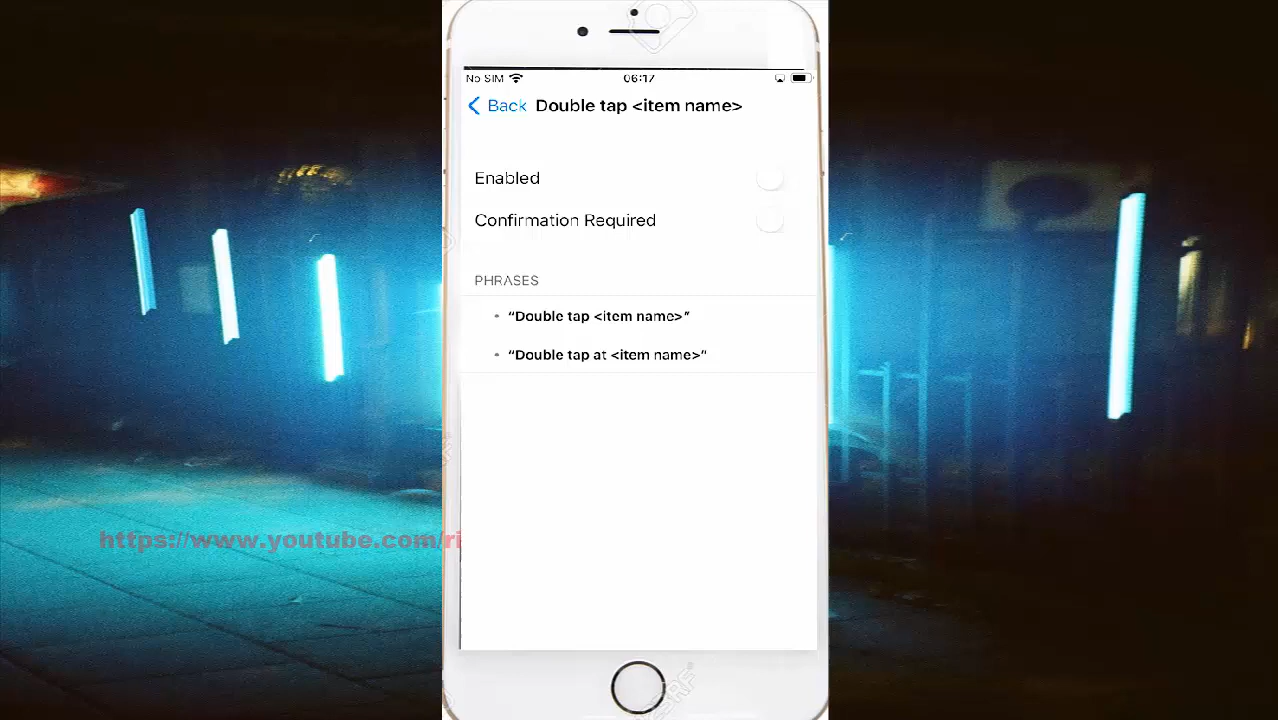 No SIM 06:17
Back Double tap <item name>
Enabled
Confirmation Required
PHRASES
• “Double tap <item name>”
• “Double tap at <item name>”
https://www.youtube.com/ri